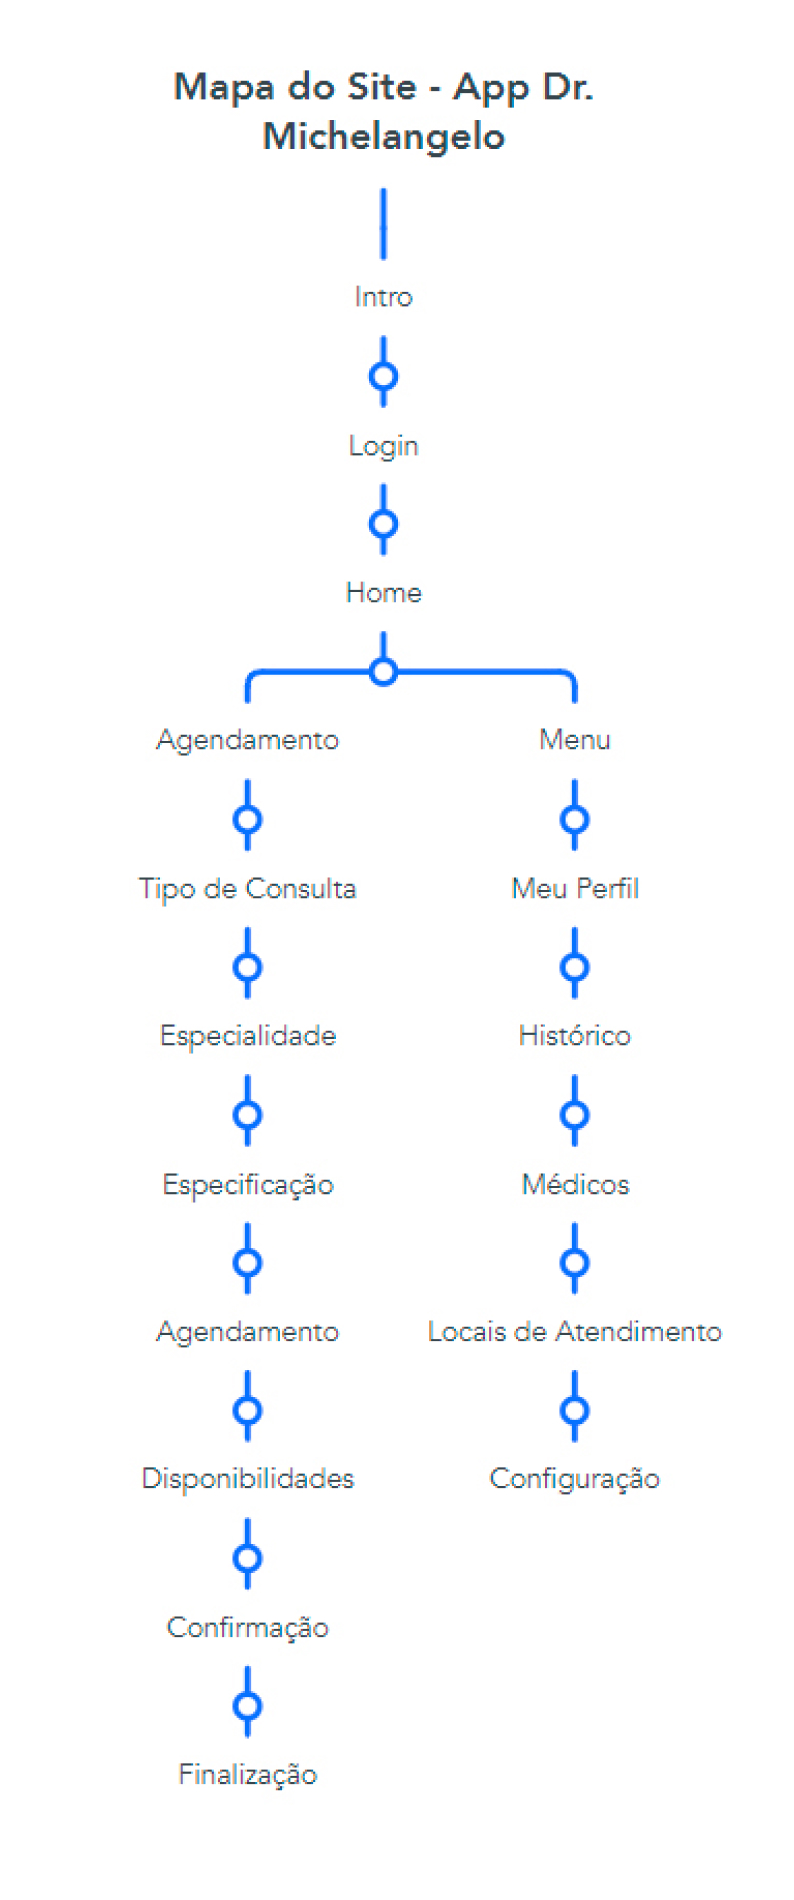 Mapa do Site - App Dr.
Michelangelo
Intro
Login
Home
Agendamento
Menu
Tipo de Consulta
Meu Perfil
Especialidade
Histórico
Especificação
Médicos
Agendamento
Locais de Atendimento
Disponibilidades
Configuração
Confirmação
Finalização